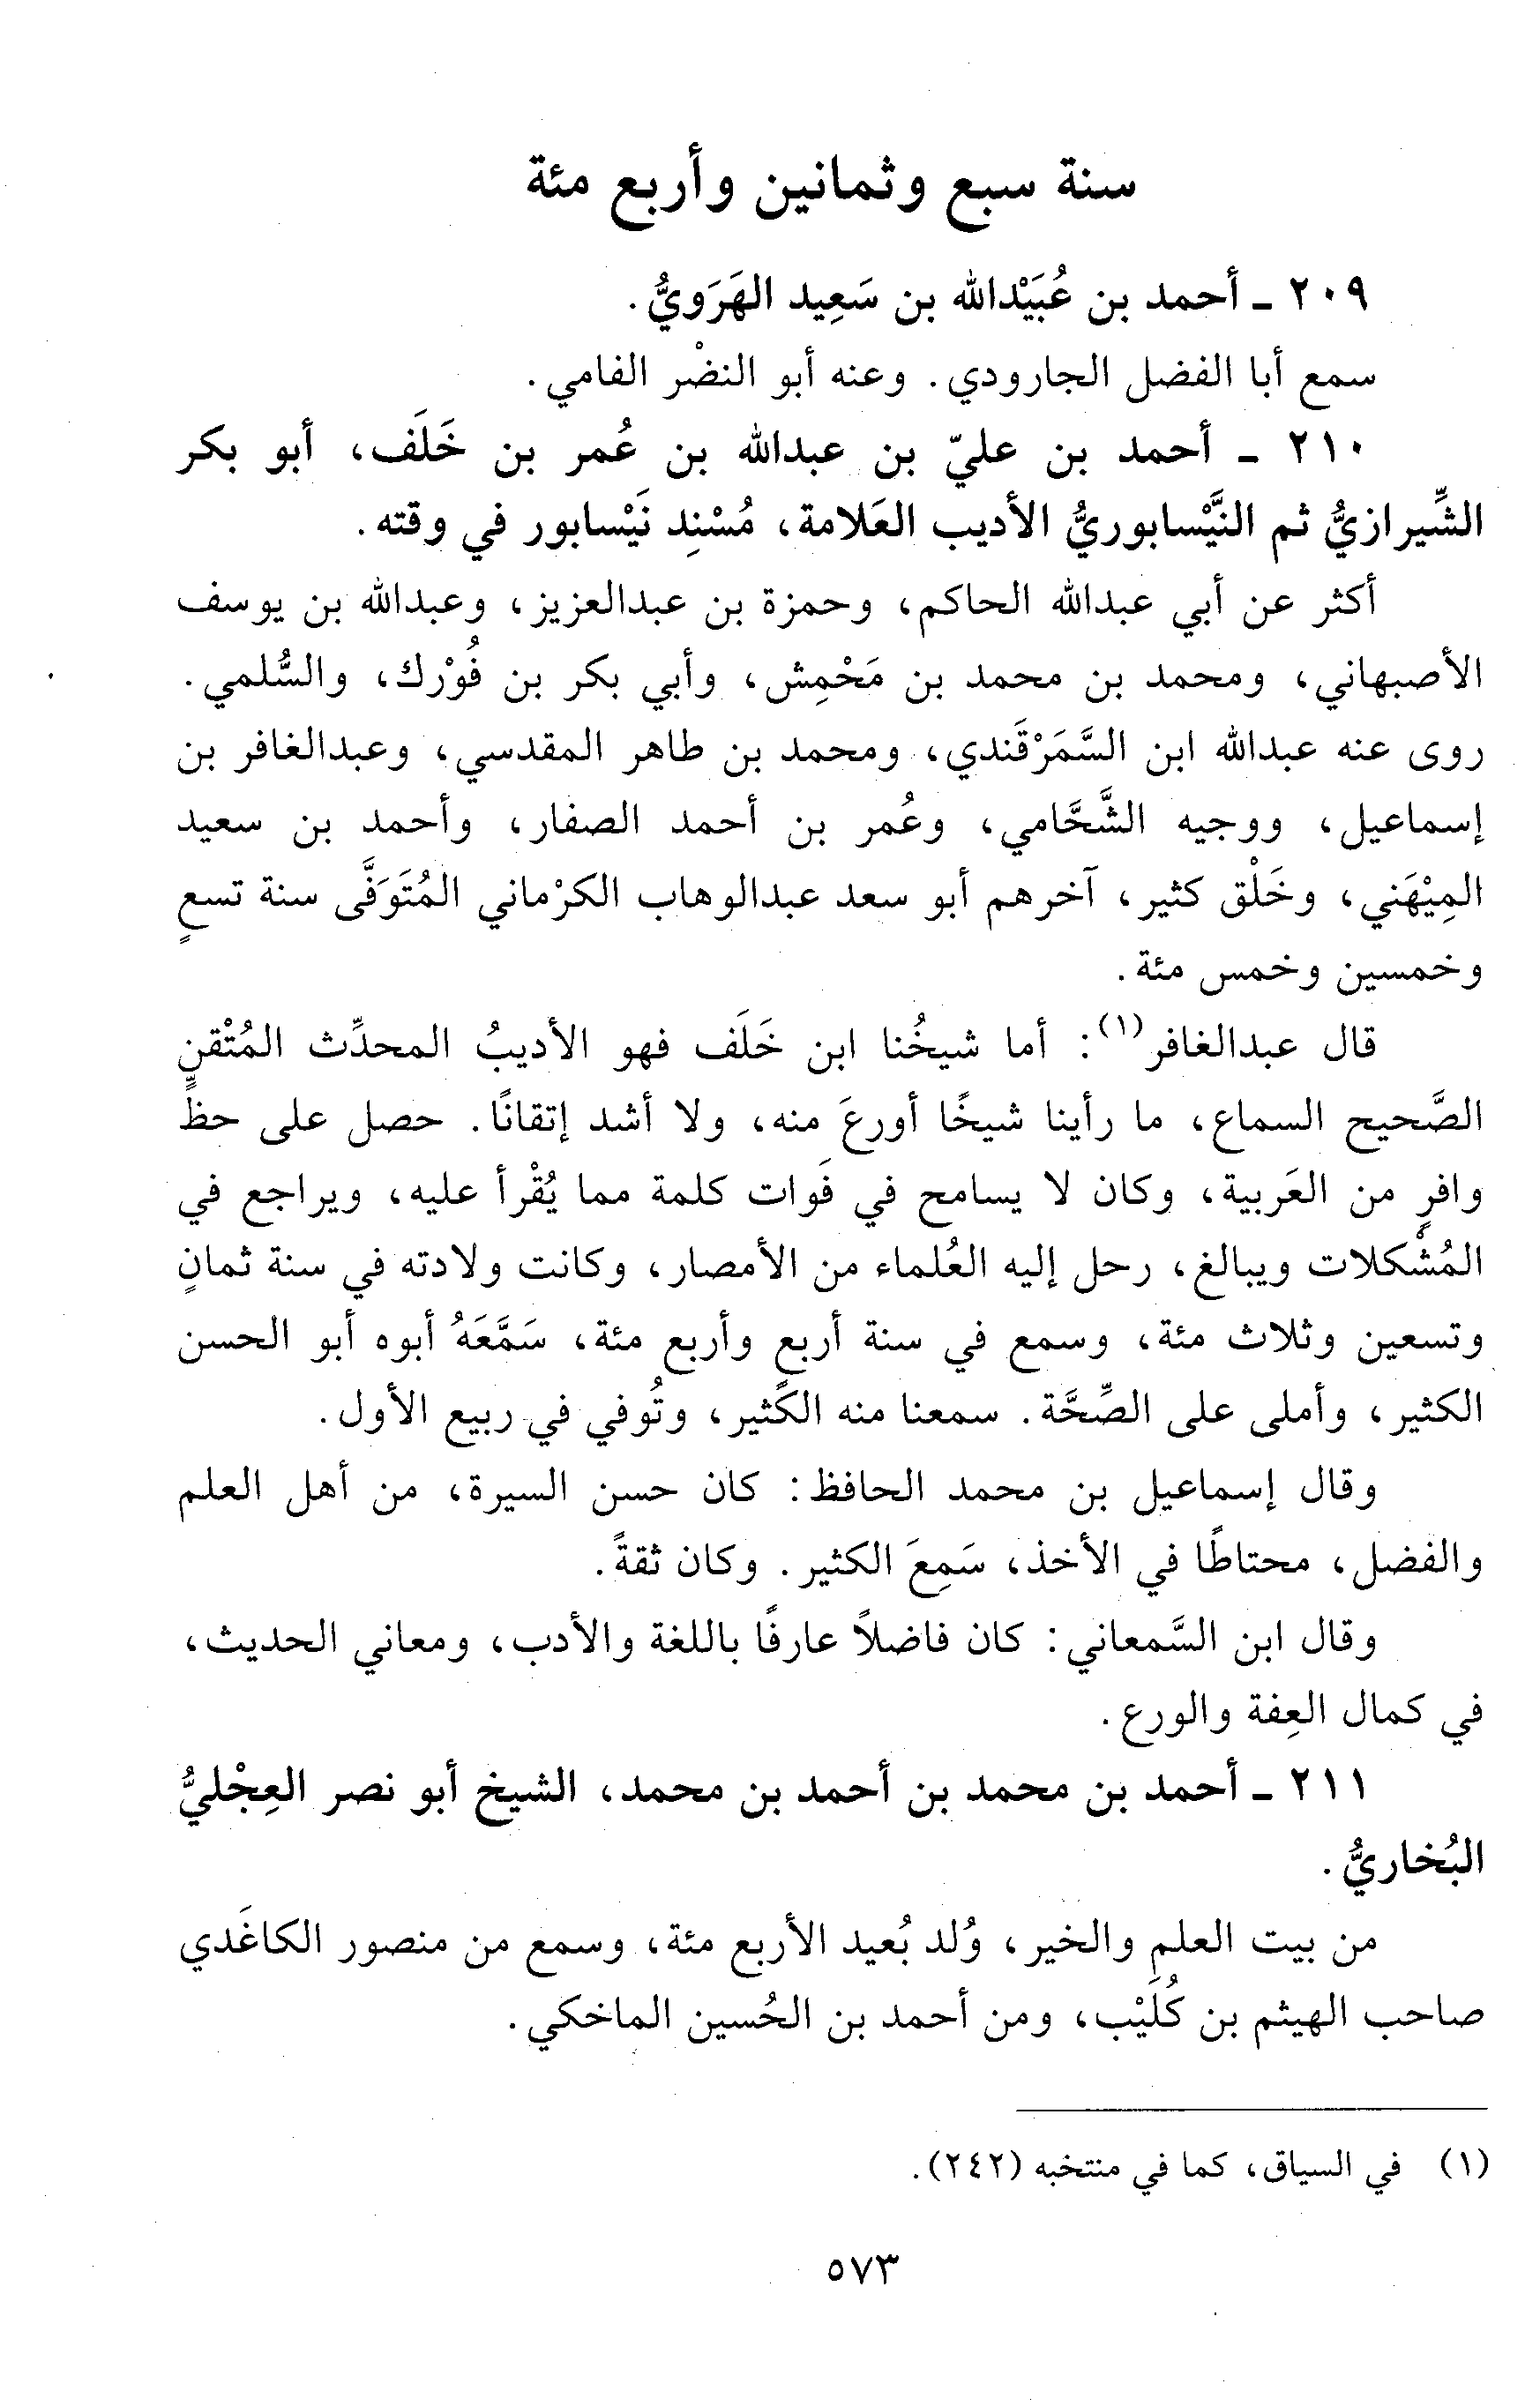 سنة سبع وثمانين وأربع مئة
٢٠٩ ـ أحمد بن عُبَيْدالله بن سَعِيد الهَرَويُّ.
سمع أبا الفضل الجارودي. وعنه أبو النضْر الفامي.
٢١٠ ـ أحمد بن عليّ بن عبدالله بن عُمر بن خَلَف، أبو بكر
الشِّيرازيُّ ثم النَّيْسابوريُّ الأديب العَلامة، مُسْنِد نَيْسابور في وقته.
أكثر عن أبي عبدالله الحاكم، وحمزة بن عبدالعزيز، وعبدالله بن يوسف
الأصبهاني، ومحمد بن محمد بن مَحْمِش، وأبي بكر بن فُوْرك، والسُّلمي.
روى عنه عبدالله ابن السَّمَرْقَندي، ومحمد بن طاهر المقدسي، وعبدالغافر بن
إسماعيل، ووجيه الشَّحَّامي، وعُمر بن أحمد الصفار، وأحمد بن سعيد
المِيْهَني، وخَلْق كثير، آخرهم أبو سعد عبدالوهاب الكرْماني المُتَوَفَّى سنة تسعٍ
وخمسين وخمس مئة.
قال عبدالغافر(١): أما شيخُنا ابن خَلَف فهو الأديبُ المحدِّث المُتْقن
الصَّحيح السماع، ما رأينا شيخًا أورعَ منه، ولا أشد إتقانًا. حصل على حظٍّ
وافرٍ من العَربية، وكان لا يسامح في فَوات كلمة مما يُقْرأ عليه، ويراجع في
المُشْكلات ويبالغ، رحل إليه العُلماء من الأمصار، وكانت ولادته في سنة ثمانٍ
وتسعين وثلاث مئة، وسمع في سنة أربعٍ وأربع مئة، سَمَّعَهُ أبوه أبو الحسن
الكثير، وأملى على الصِّحَّة. سمعنا منه الكثير، وتُوفي في ربيع الأول.
وقال إسماعيل بن محمد الحافظ: كان حسن السيرة، من أهل العلم
والفضل، محتاطًا في الأخذ، سَمِعَ الكثير. وكان ثقةً.
وقال ابن السَّمعاني: كان فاضلاً عارفًا باللغة والأدب، ومعاني الحديث،
في كمال العِفة والورع.
٢١١ ـ أحمد بن محمد بن أحمد بن محمد، الشيخ أبو نصر العِجْليُّ
البُخاريُّ.
من بيت العلم والخير، وُلد بُعيد الأربع مئة، وسمع من منصور الكاغَدي
صاحب الهيثم بن كُلَيْب، ومن أحمد بن الحُسين الماخكي.
(١) في السياق، كما في منتخبه (٢٤٢).
٥٧٣